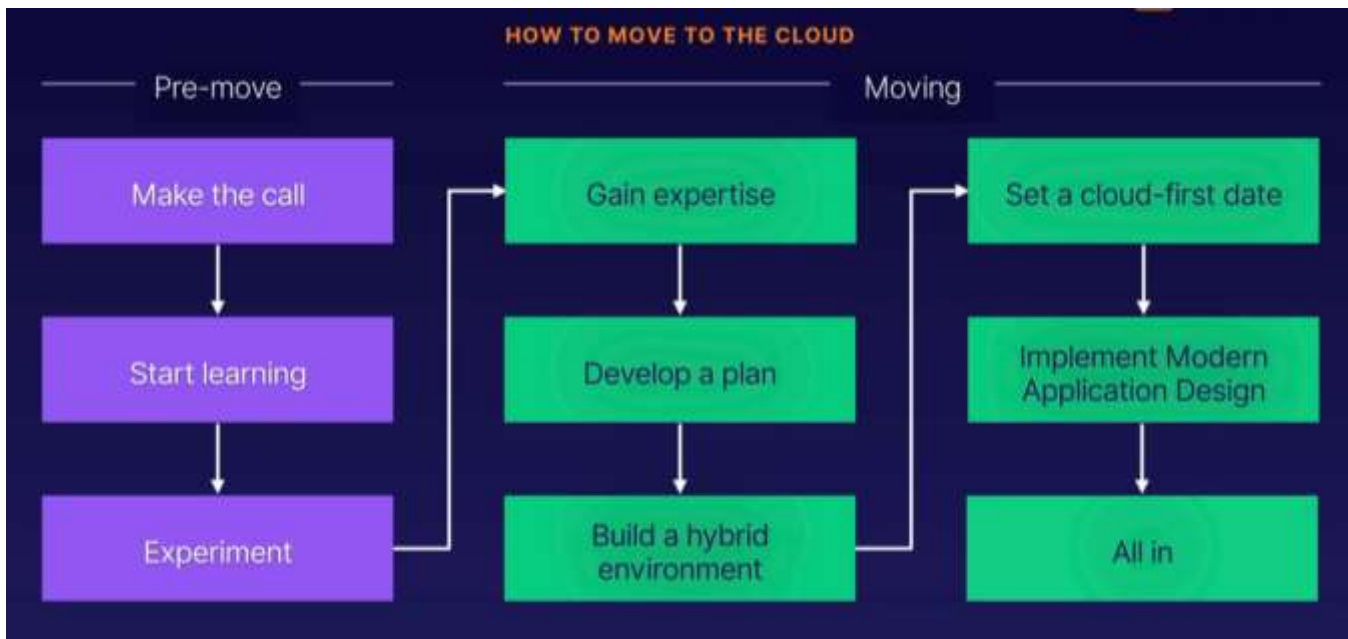 HOW TO MOVE TO THE CLOUD
Pre-move
Moving
Make the call
Start learning
Experiment
Gain expertise
Develop a plan
Build a hybrid
environment
Set a cloud-first date
Implement Modern
Application Design
All in